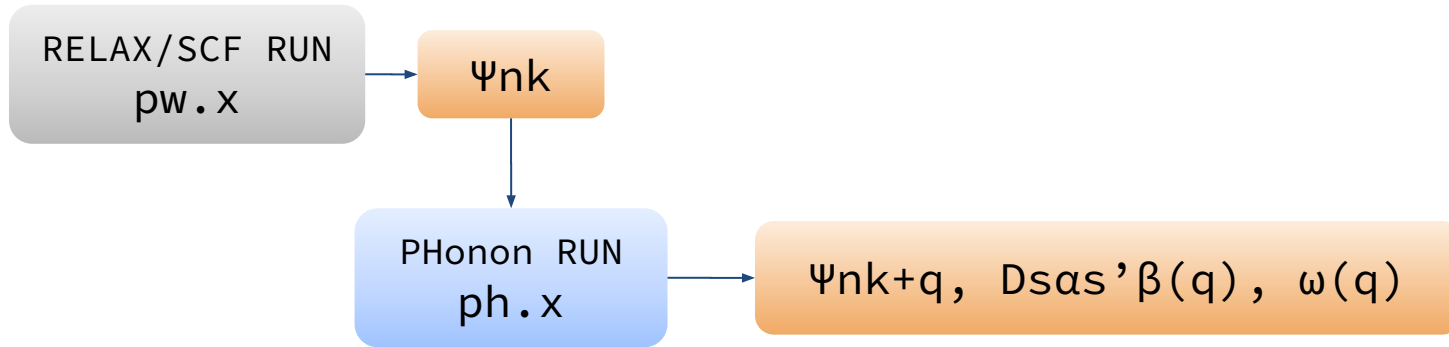 RELAX/SCF RUN
pw.x
Ψnk
PHonon RUN
ph.x
Ψnk+q, Dsαs’β(q), ω(q)